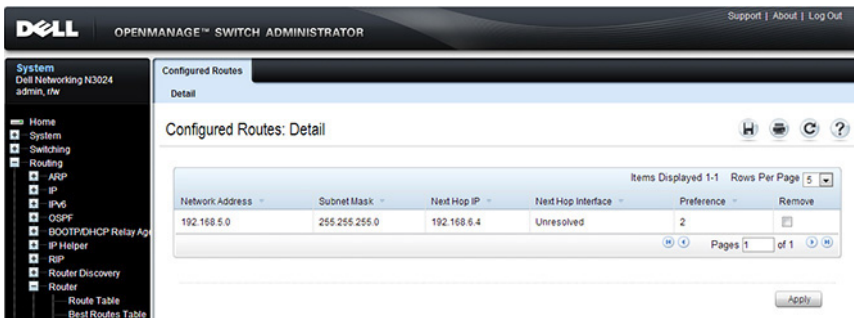 Support | About | Log Out
DELL OPENMANAGE™ SWITCH ADMINISTRATOR
System
Dell Networking N3024
admin, r/w
Home
System
Switching
Routing
ARP
IP
IPv6
OSPF
BOOTP/DHCP Relay Age
IP Helper
RIP
Router Discovery
Router
Route Table
Best Routes Table
Configured Routes
Detail
Configured Routes: Detail
Items Displayed 1-1 Rows Per Page 5
Network Address Subnet Mask Next Hop IP Next Hop Interface Preference Remove
192.168.5.0 255.255.255.0 192.168.6.4 Unresolved 2
Pages 1 of 1
Apply